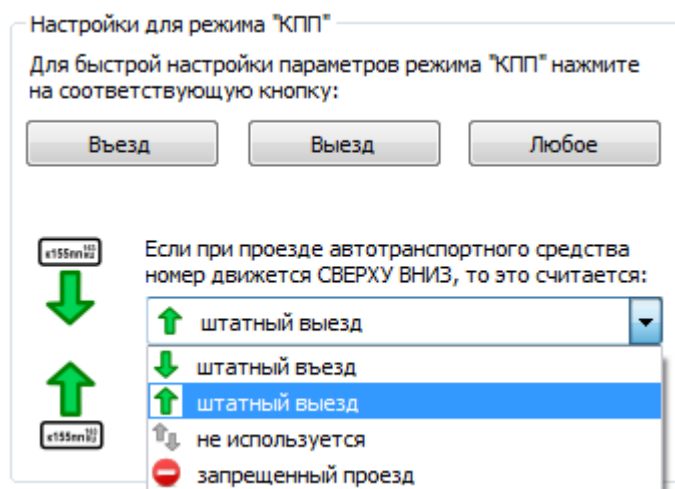 Настройки для режима "КПП"
Для быстрой настройки параметров режима "КПП" нажмите
на соответствующую кнопку:
Въезд
Выезд
Любое
Если при проезде автотранспортного средства
номер движется СВЕРХУ ВНИЗ, то это считается:
штатный выезд
штатный въезд
штатный выезд
не используется
запрещенный проезд